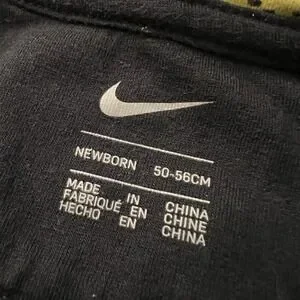 NEWBORN 50-56CM
MADE IN CHINA
FABRIQUÉ EN CHINE
HECHO EN CHINA